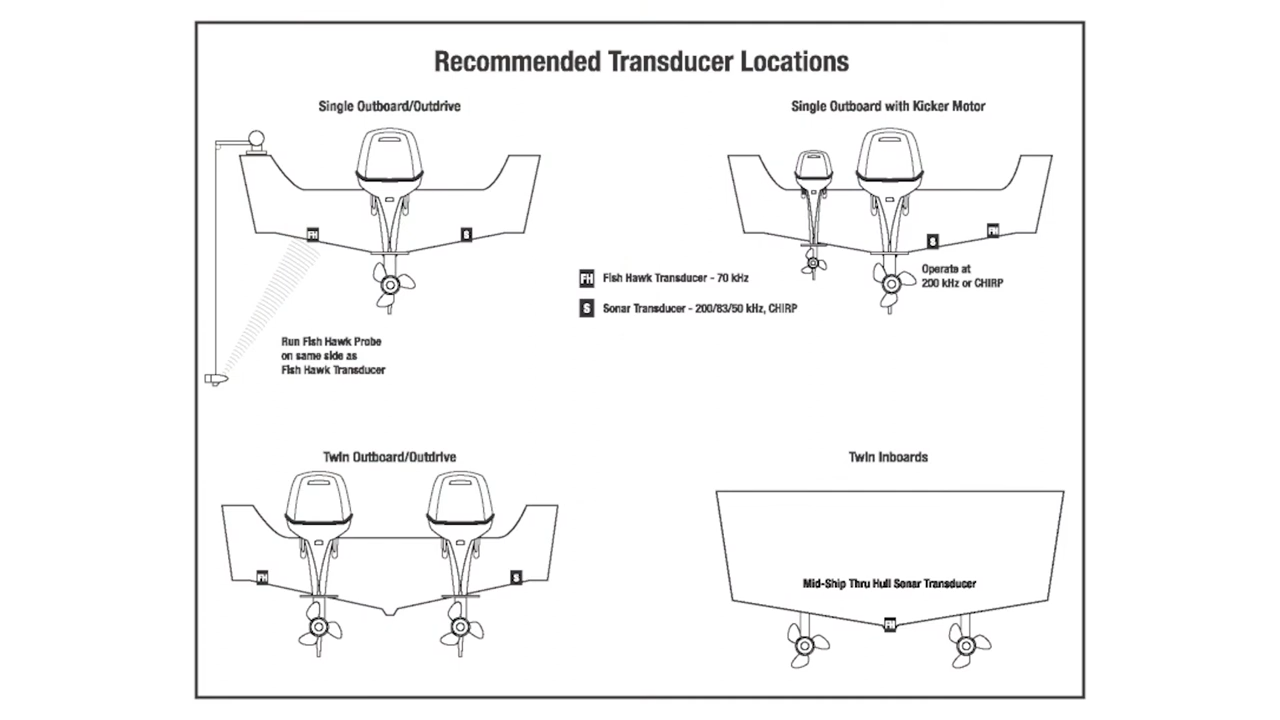 Recommended Transducer Locations
Single Outboard/Outdrive
FH
S
Run Fish Hawk Probe
on same side as
Fish Hawk Transducer
Single Outboard with Kicker Motor
S
FH
Operate at
200 kHz or CHIRP
FH Fish Hawk Transducer - 70 kHz
S Sonar Transducer - 200/83/50 kHz, CHIRP
Twin Outboard/Outdrive
FH
S
Twin Inboards
Mid-Ship Thru Hull Sonar Transducer
FH